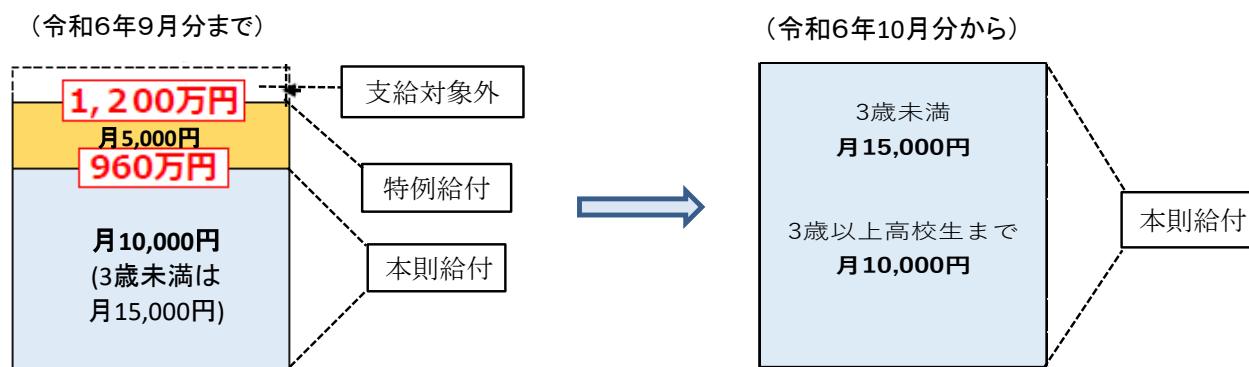 （令和６年９月分まで）
1,２00万円
月5,000円
960万円
月10,000円
(3歳未満は
月15,000円)
支給対象外
特例給付
本則給付
（令和６年10月分から）
3歳未満
月15,000円
3歳以上高校生まで
月10,000円
本則給付